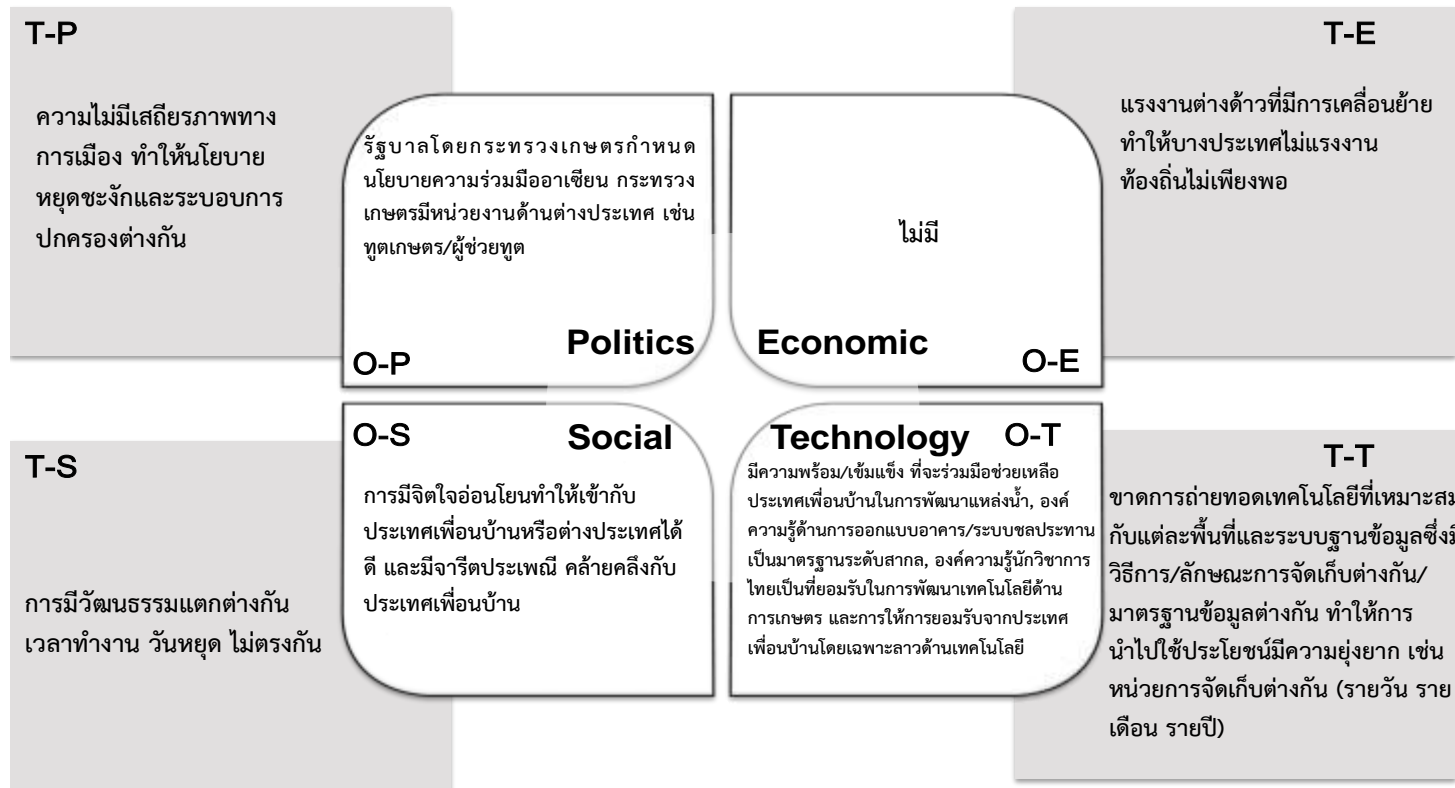 T-P
ความไม่มีเสถียรภาพทาง
การเมือง ทำให้นโยบาย
หยุดชะงักและระบอบการ
ปกครองต่างกัน
รัฐบาลโดยกระทรวงเกษตรกำหนด
นโยบายความร่วมมืออาเซียน กระทรวง
เกษตรมีหน่วยงานด้านต่างประเทศ เช่น
ทูตเกษตร/ผู้ช่วยทูต
Politics
O-P
ไม่มี
Economic
O-E
T-E
แรงงานต่างด้าวที่มีการเคลื่อนย้าย
ทำให้บางประเทศไม่แรงงาน
ท้องถิ่นไม่เพียงพอ
T-S
การมีวัฒนธรรมแตกต่างกัน
เวลาทำงาน วันหยุด ไม่ตรงกัน
O-S
Social
การมีจิตใจอ่อนโยนทำให้เข้ากับ
ประเทศเพื่อนบ้านหรือต่างประเทศได้
ดี และมีจารีตประเพณี คล้ายคลึงกับ
ประเทศเพื่อนบ้าน
Technology
O-T
มีความพร้อม/เข้มแข็ง ที่จะร่วมมือช่วยเหลือ
ประเทศเพื่อนบ้านในการพัฒนาแหล่งน้ำ, องค์
ความรู้ด้านการออกแบบอาคาร/ระบบชลประทาน
เป็นมาตรฐานระดับสากล, องค์ความรู้นักวิชาการ
ไทยเป็นที่ยอมรับในการพัฒนาเทคโนโลยีด้าน
การเกษตร และการให้การยอมรับจากประเทศ
เพื่อนบ้านโดยเฉพาะลาวด้านเทคโนโลยี
T-T
ขาดการถ่ายทอดเทคโนโลยีที่เหมาะสม
กับแต่ละพื้นที่และระบบฐานข้อมูลซึ่งมี
วิธีการ/ลักษณะการจัดเก็บต่างกัน/
มาตรฐานข้อมูลต่างกัน ทำให้การ
นำไปใช้ประโยชน์มีความยุ่งยาก เช่น
หน่วยการจัดเก็บต่างกัน (รายวัน ราย
เดือน รายปี)